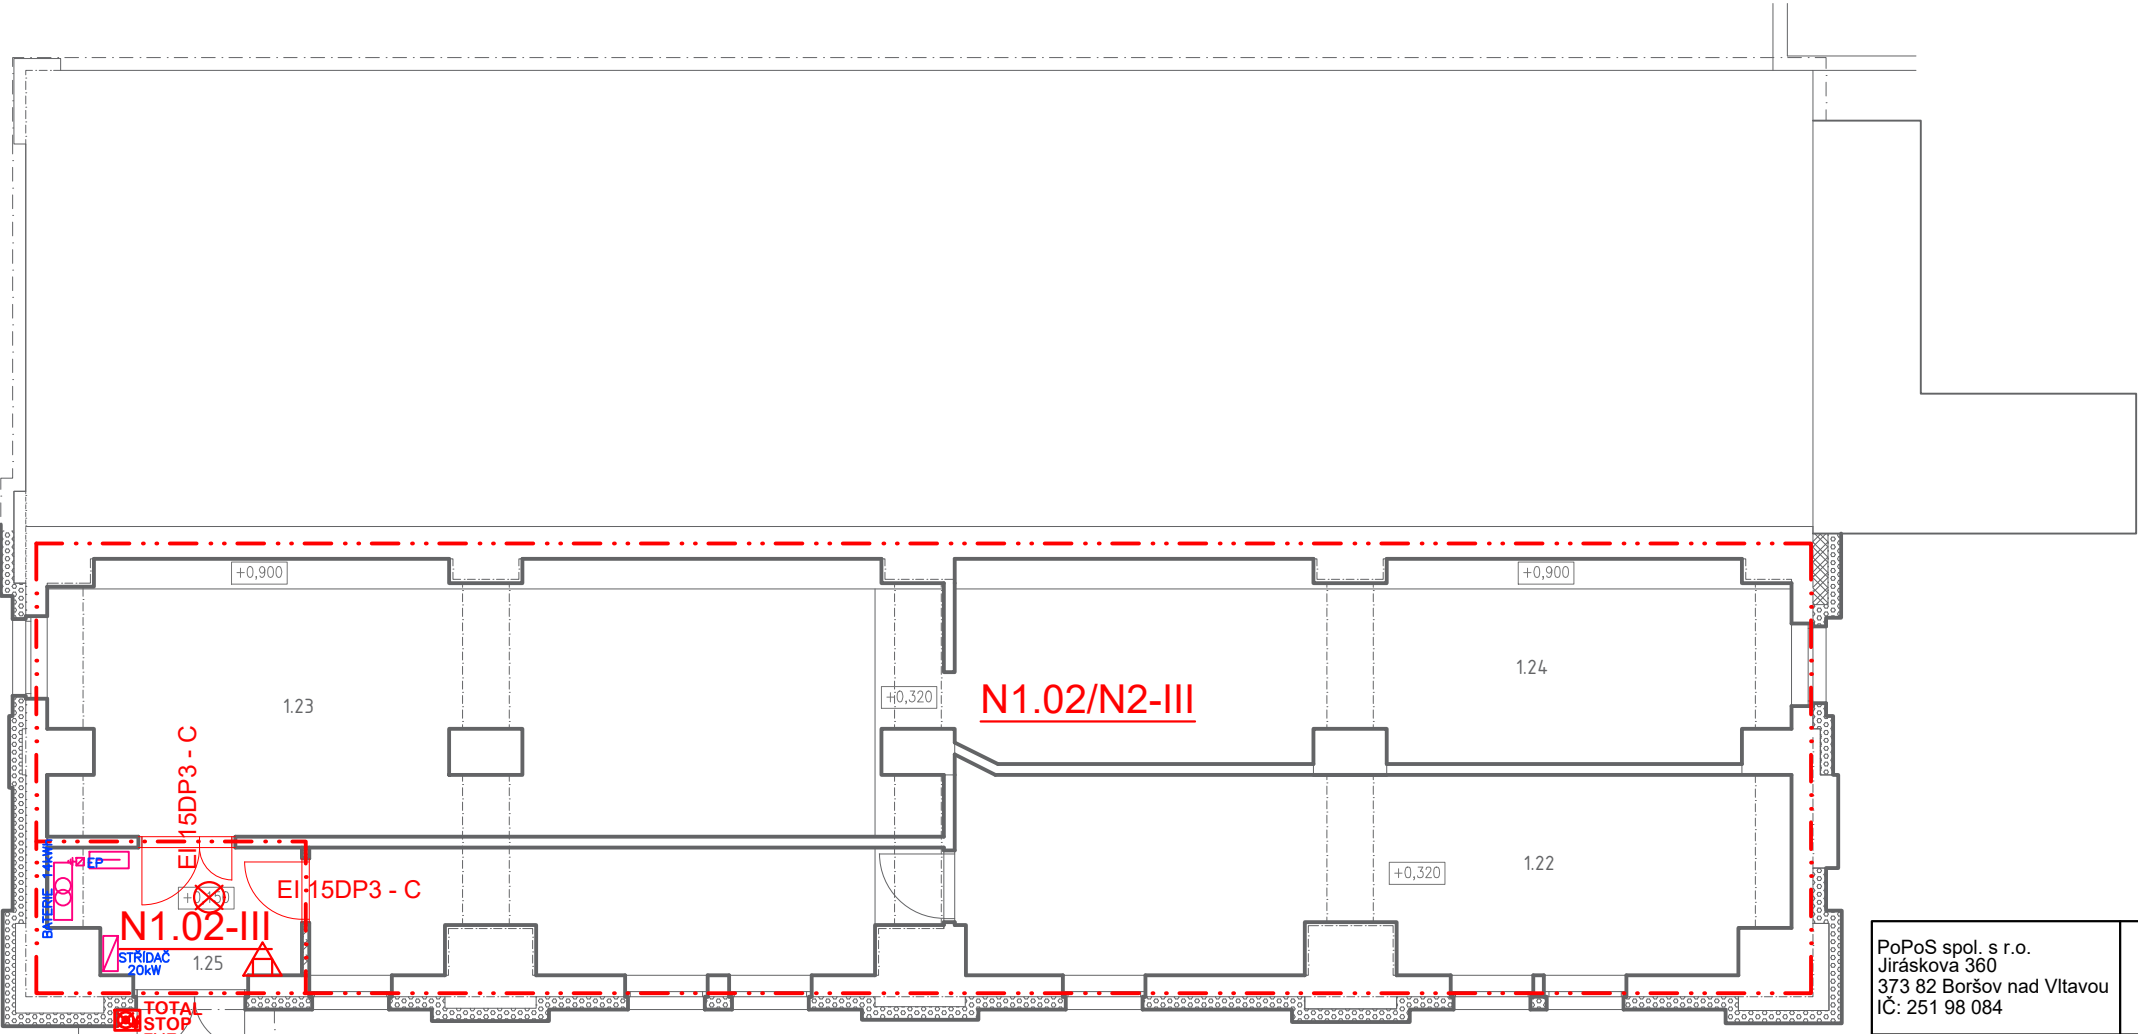 +0,900
+0,900
1.24
+0,320
N1.02/N2-III
1.23
EI 15DP3 - C
1.22
+0,320
EP
BATERIE 14kWh
EI 15DP3 - C
N1.02-III
STŘÍDAČ
20kW
1.25
TOTAL
STOP
PoPoS spol. s r.o.
Jiráskova 360
373 82 Boršov nad Vltavou
IČ: 251 98 084